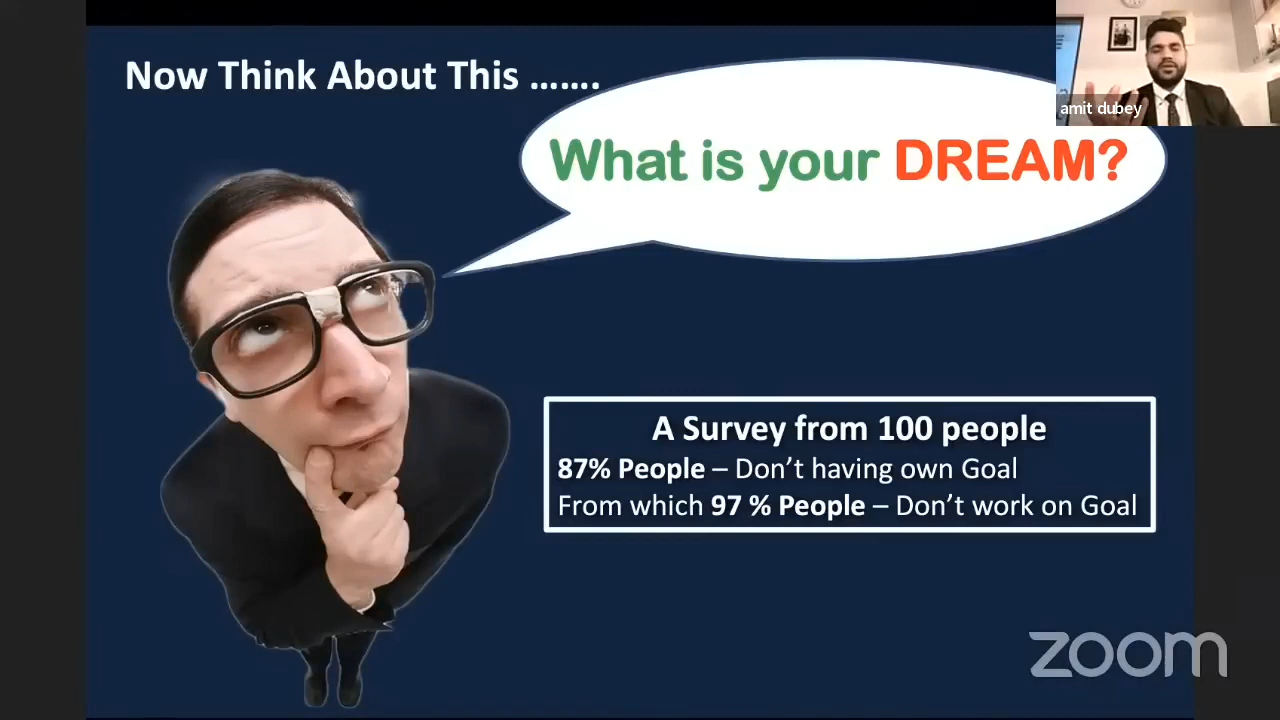 Now Think About This .......
amit dubey
What is your DREAM?
A Survey from 100 people
87% People – Don’t having own Goal
From which 97 % People – Don’t work on Goal
zoom